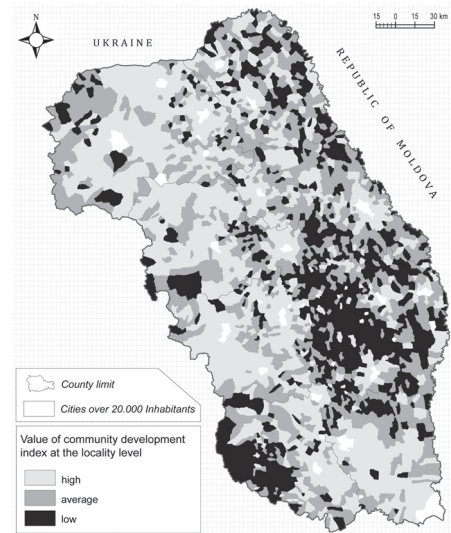 N
UKRAINE
15 0 15 30 km
REPUBLIC OF MOLDOVA
County limit
Cities over 20.000 Inhabitants
Value of community development
index at the locality level
high
average
low